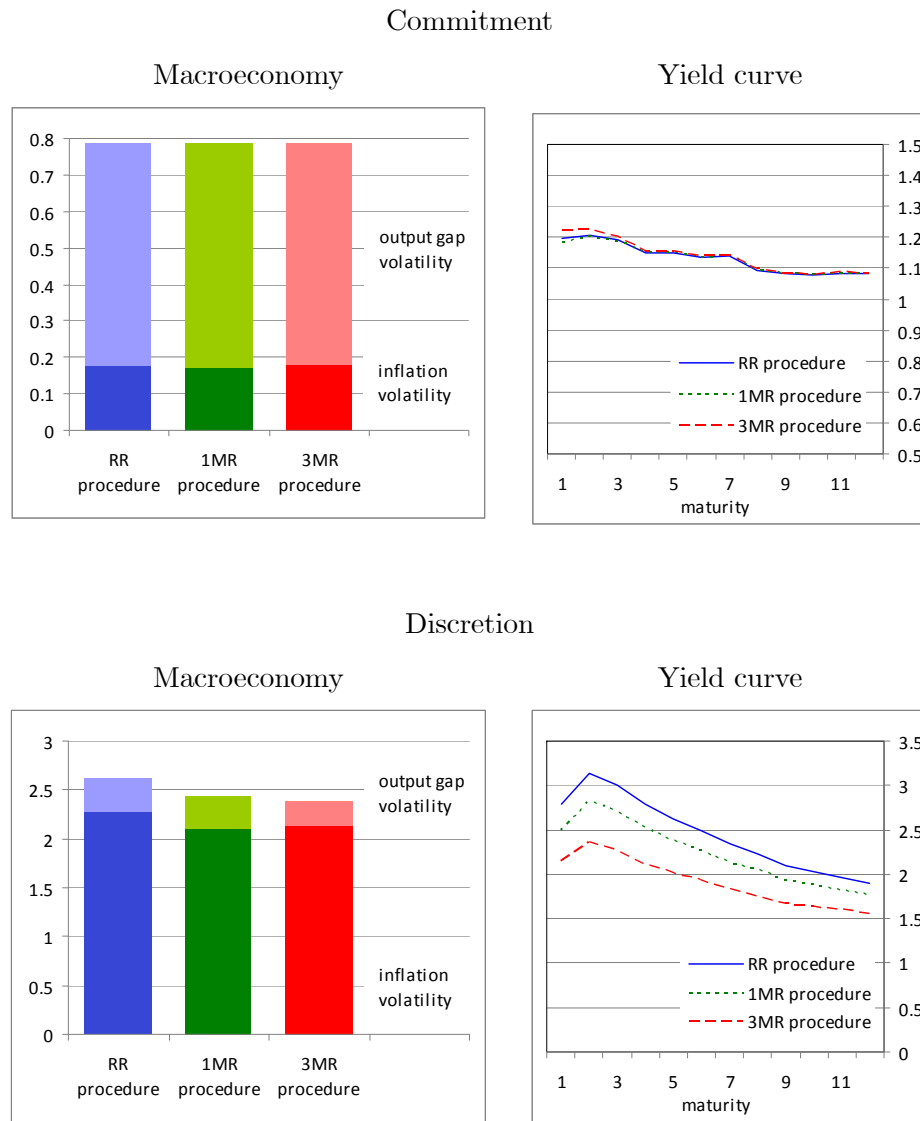 Commitment
Macroeconomy
Yield curve
0.8
0.7
0.6
0.5
0.4
0.3
0.2
0.1
0
output gap
volatility
inflation
volatility
RR
procedure
1MR
procedure
3MR
procedure
1.5
1.4
1.3
1.2
1.1
1
0.9
0.8
0.7
0.6
0.5
RR procedure
1MR procedure
3MR procedure
1 3 5 7 9 11
maturity
Discretion
Macroeconomy
Yield curve
3
2.5
2
1.5
1
0.5
0
output gap
volatility
inflation
volatility
RR
procedure
1MR
procedure
3MR
procedure
3.5
3
2.5
2
1.5
1
0.5
0
RR procedure
1MR procedure
3MR procedure
1 3 5 7 9 11
maturity